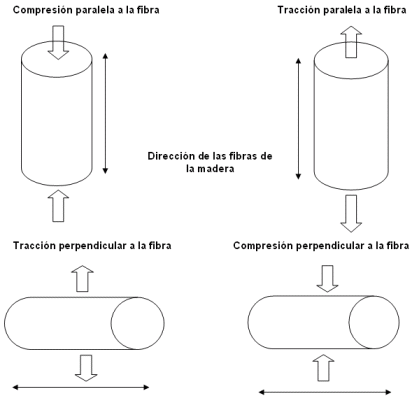 Compresión paralela a la fibra
Tracción paralela a la fibra
Dirección de las fibras de
la madera
Tracción perpendicular a la fibra
Compresión perpendicular a la fibra